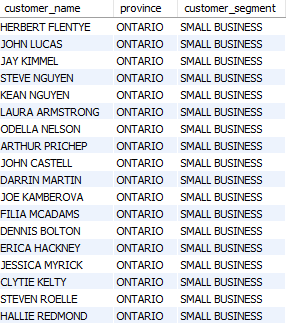 customer_name province customer_segment
HERBERT FLENTYE ONTARIO SMALL BUSINESS
JOHN LUCAS ONTARIO SMALL BUSINESS
JAY KIMMEL ONTARIO SMALL BUSINESS
STEVE NGUYEN ONTARIO SMALL BUSINESS
KEAN NGUYEN ONTARIO SMALL BUSINESS
LAURA ARMSTRONG ONTARIO SMALL BUSINESS
ODELLA NELSON ONTARIO SMALL BUSINESS
ARTHUR PRICHEP ONTARIO SMALL BUSINESS
JOHN CASTELL ONTARIO SMALL BUSINESS
DARRIN MARTIN ONTARIO SMALL BUSINESS
JOE KAMBEROVA ONTARIO SMALL BUSINESS
FILIA MCADAMS ONTARIO SMALL BUSINESS
DENNIS BOLTON ONTARIO SMALL BUSINESS
ERICA HACKNEY ONTARIO SMALL BUSINESS
JESSICA MYRICK ONTARIO SMALL BUSINESS
CLYTIE KELTY ONTARIO SMALL BUSINESS
STEVEN ROELLE ONTARIO SMALL BUSINESS
HALLIE REDMOND ONTARIO SMALL BUSINESS